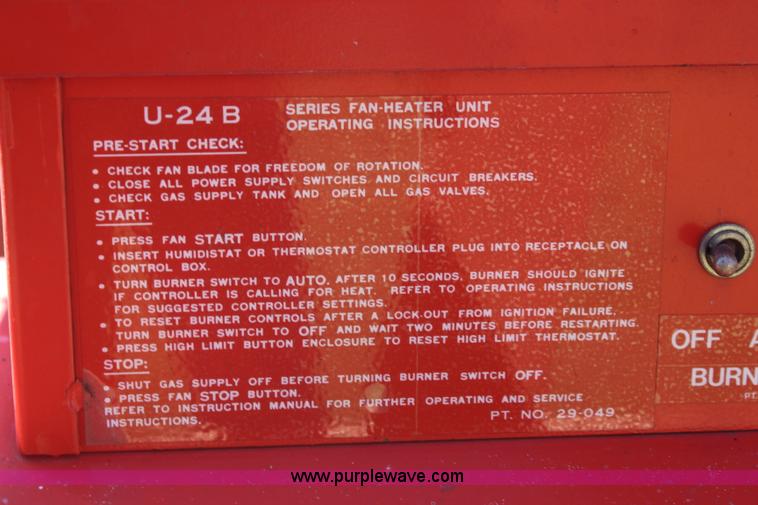 U-24 B SERIES FAN-HEATER UNIT
OPERATING INSTRUCTIONS
PRE-START CHECK:
• CHECK FAN BLADE FOR FREEDOM OF ROTATION.
• CLOSE ALL POWER SUPPLY SWITCHES AND CIRCUIT BREAKERS.
• CHECK GAS SUPPLY TANK AND OPEN ALL GAS VALVES.
START:
• PRESS FAN START BUTTON.
• INSERT HUMIDISTAT OR THERMOSTAT CONTROLLER PLUG INTO RECEPTACLE ON
CONTROL BOX.
• TURN BURNER SWITCH TO AUTO. AFTER 10 SECONDS, BURNER SHOULD IGNITE
IF CONTROLLER IS CALLING FOR HEAT. REFER TO OPERATING INSTRUCTIONS
FOR SUGGESTED CONTROLLER SETTINGS.
• TO RESET BURNER CONTROLS AFTER A LOCK-OUT FROM IGNITION FAILURE,
TURN BURNER SWITCH TO OFF AND WAIT TWO MINUTES BEFORE RESTARTING.
• PRESS HIGH LIMIT BUTTON ENCLOSURE TO RESET HIGH LIMIT THERMOSTAT.
STOP:
• SHUT GAS SUPPLY OFF BEFORE TURNING BURNER SWITCH OFF.
• PRESS FAN STOP BUTTON.
REFER TO INSTRUCTION MANUAL FOR FURTHER OPERATING AND SERVICE
INSTRUCTIONS. PT. NO. 29-049
OFF A
BURN
PT.
www.purplewave.com